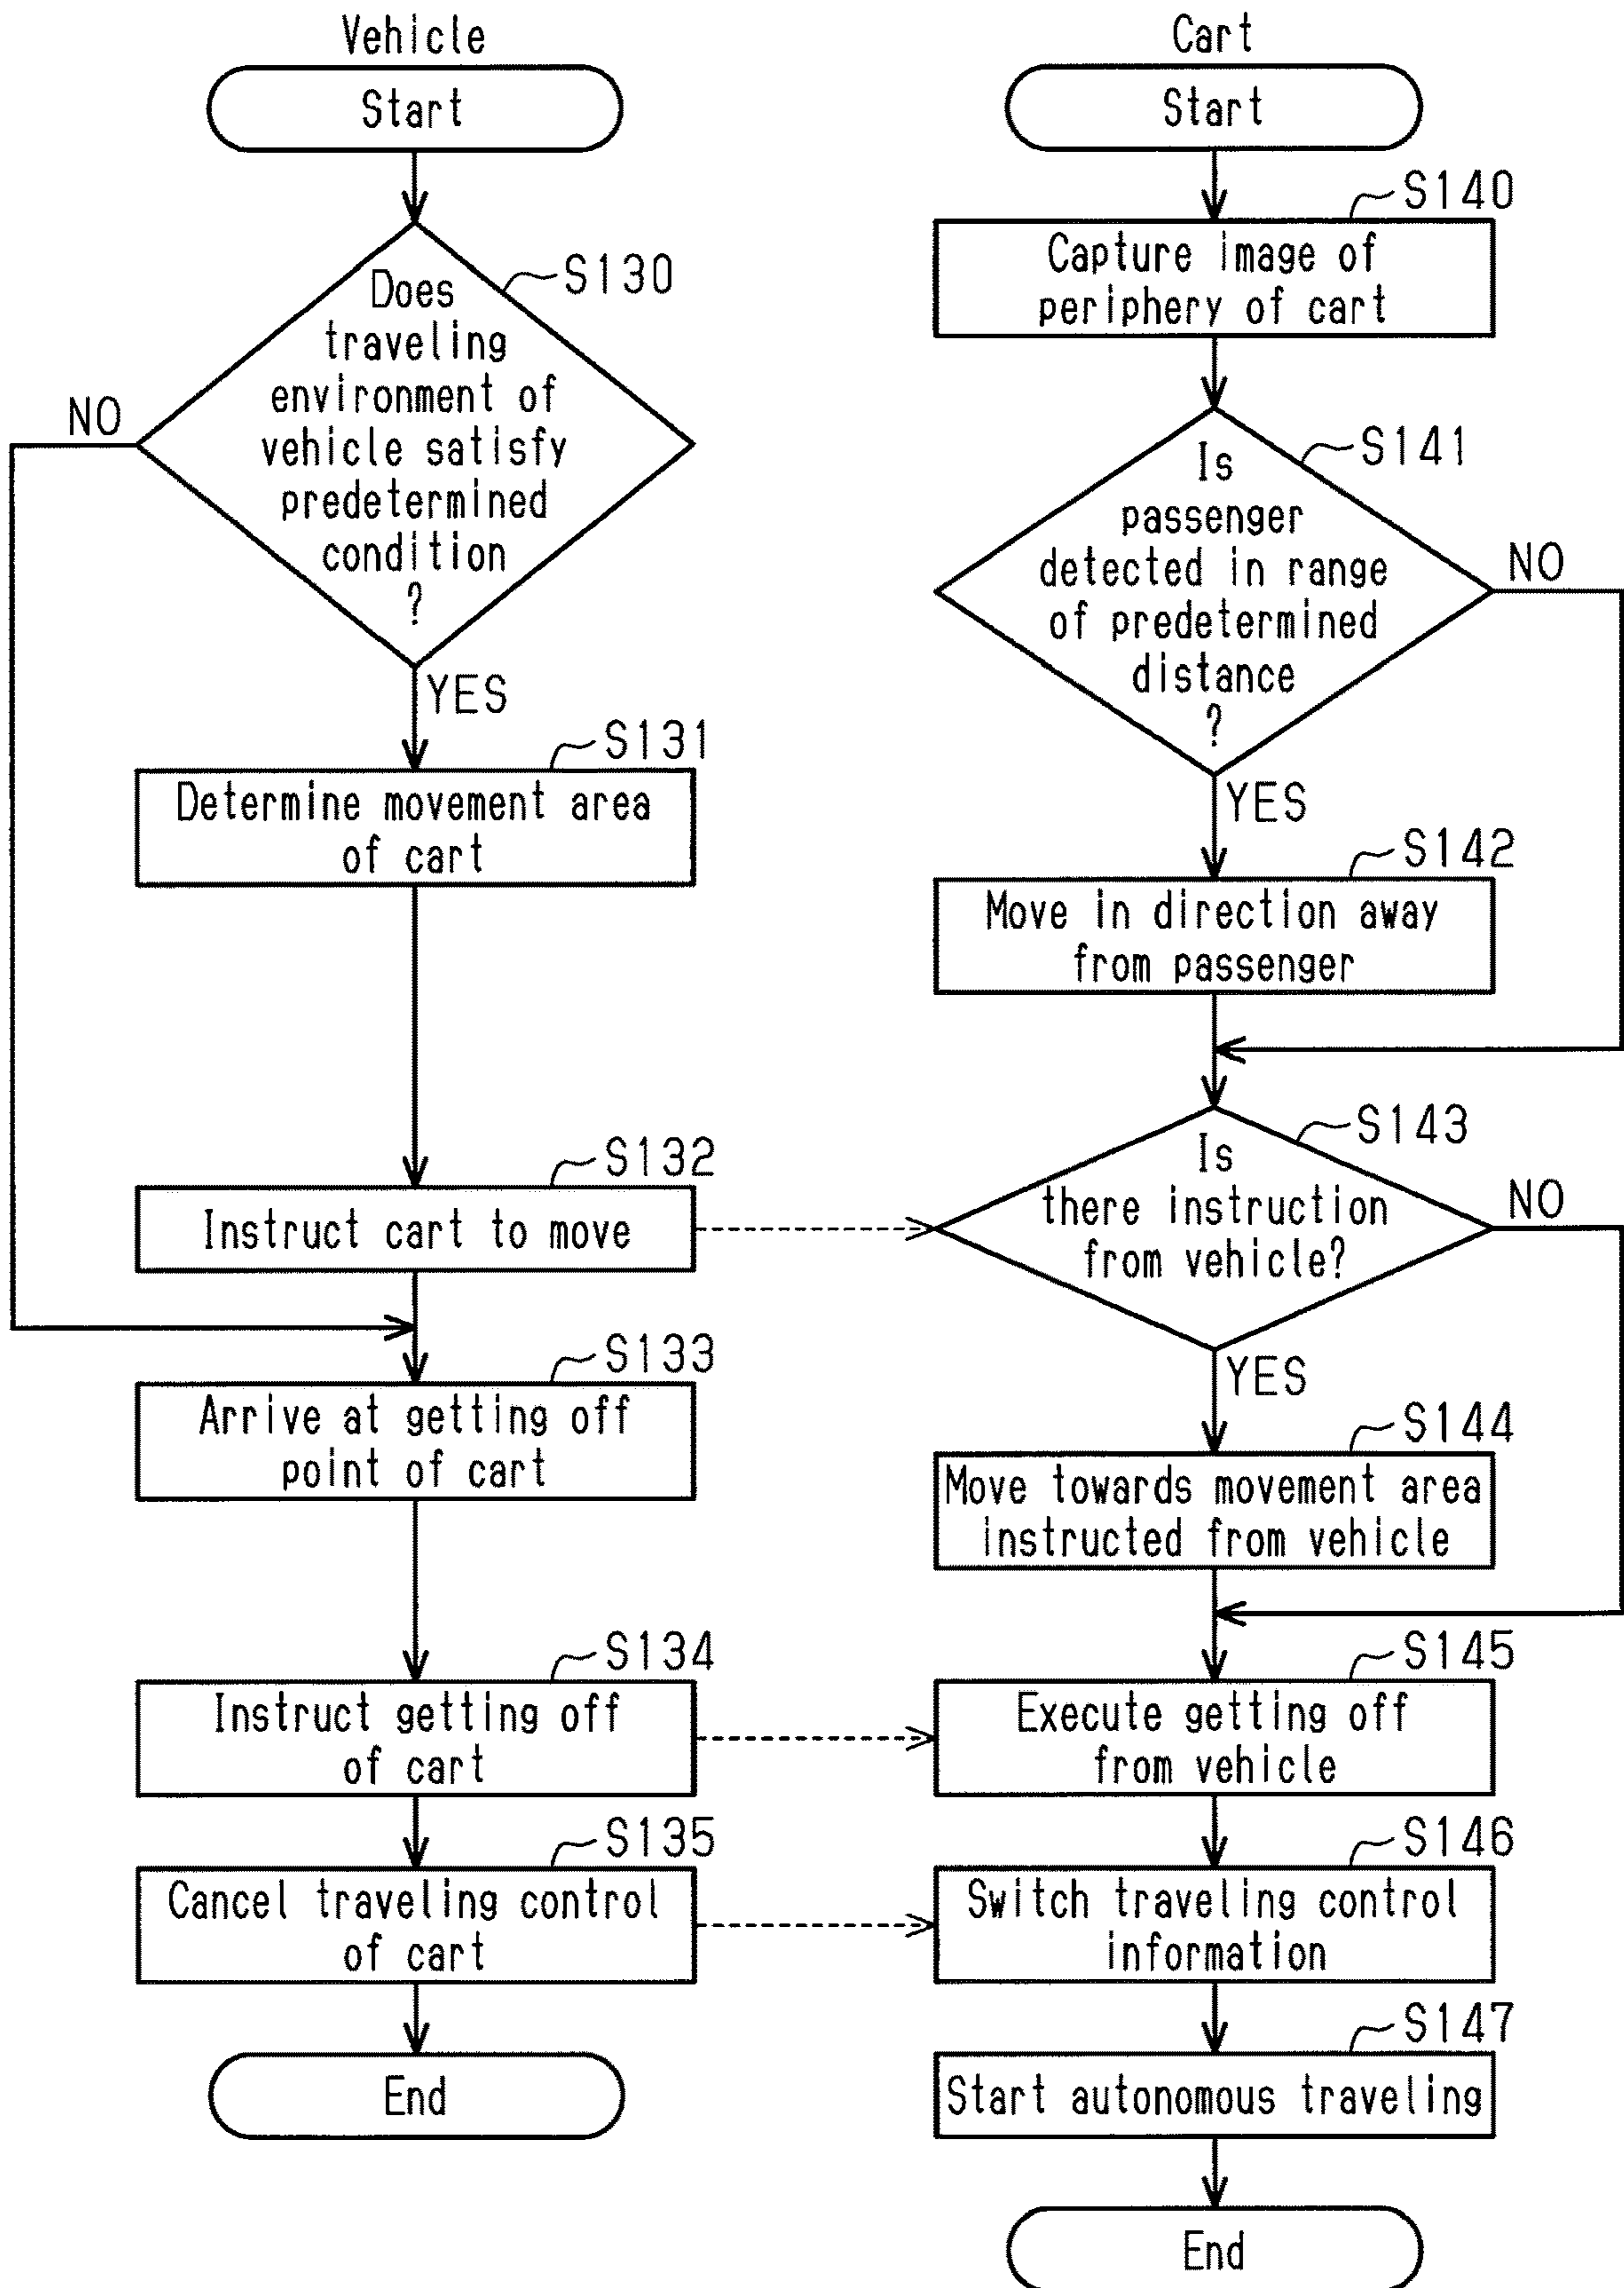 Vehicle
Start
S130
Does
traveling
environment of
vehicle satisfy
predetermined
condition
?
NO
YES
S131
Determine movement area
of cart
S132
Instruct cart to move
S133
Arrive at getting off
point of cart
S134
Instruct getting off
of cart
S135
Cancel traveling control
of cart
End
Cart
Start
S140
Capture image of
periphery of cart
S141
Is
passenger
detected in range
of predetermined
distance
?
NO
YES
S142
Move in direction away
from passenger
S143
Is
there instruction
from vehicle?
NO
YES
S144
Move towards movement area
instructed from vehicle
S145
Execute getting off
from vehicle
S146
Switch traveling control
information
S147
Start autonomous traveling
End